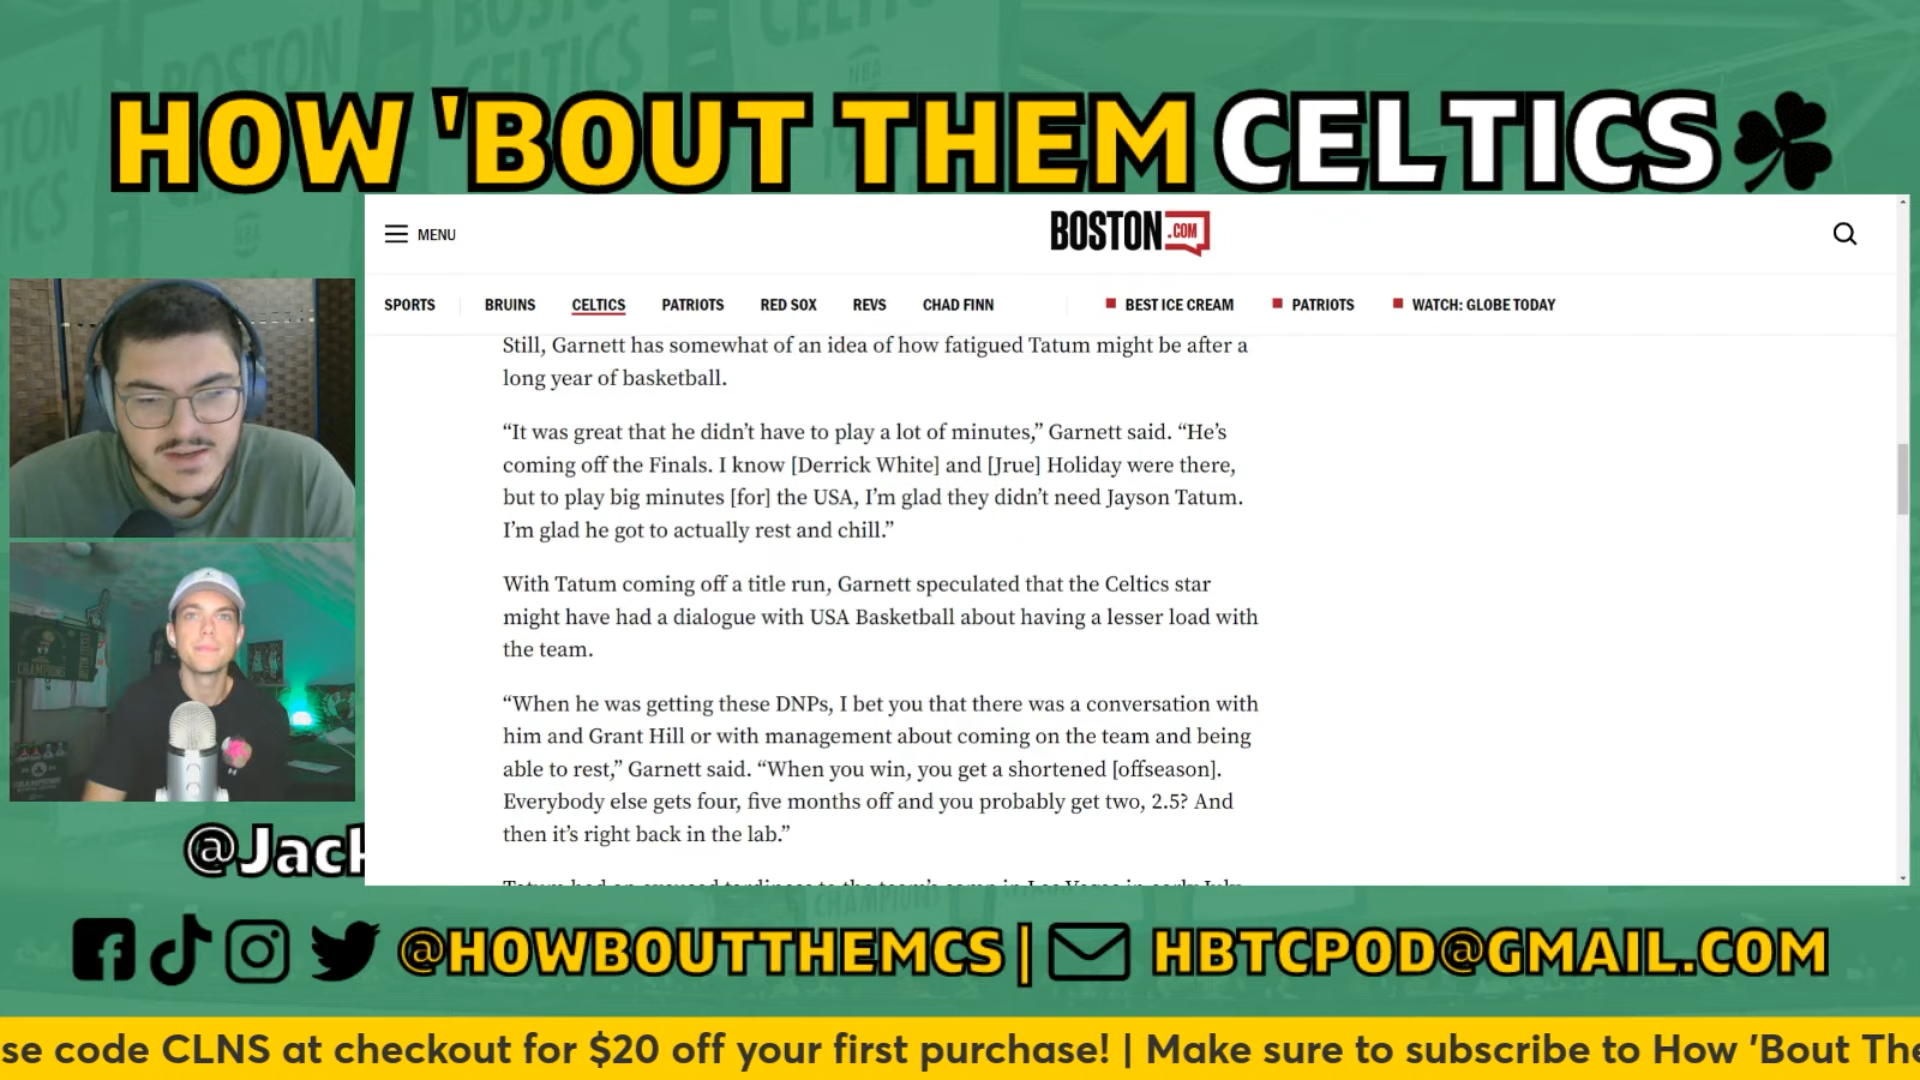 HOW 'BOUT THEM CELTICS
MENU
BOSTON.COM
SPORTS
BRUINS
CELTICS
PATRIOTS
RED SOX
REVS
CHAD FINN
BEST ICE CREAM
PATRIOTS
WATCH: GLOBE TODAY
Still, Garnett has somewhat of an idea of how fatigued Tatum might be after a
long year of basketball.
“It was great that he didn’t have to play a lot of minutes,” Garnett said. “He’s
coming off the Finals. I know [Derrick White] and [Jrue] Holiday were there,
but to play big minutes [for] the USA, I’m glad they didn’t need Jayson Tatum.
I’m glad he got to actually rest and chill.”
With Tatum coming off a title run, Garnett speculated that the Celtics star
might have had a dialogue with USA Basketball about having a lesser load with
the team.
“When he was getting these DNPs, I bet you that there was a conversation with
him and Grant Hill or with management about coming on the team and being
able to rest,” Garnett said. “When you win, you get a shortened [offseason].
Everybody else gets four, five months off and you probably get two, 2.5? And
then it’s right back in the lab.”
@Jack
@HOWBOUTTHEMCS | HBTCPOD@GMAIL.COM
se code CLNS at checkout for $20 off your first purchase! | Make sure to subscribe to How 'Bout The